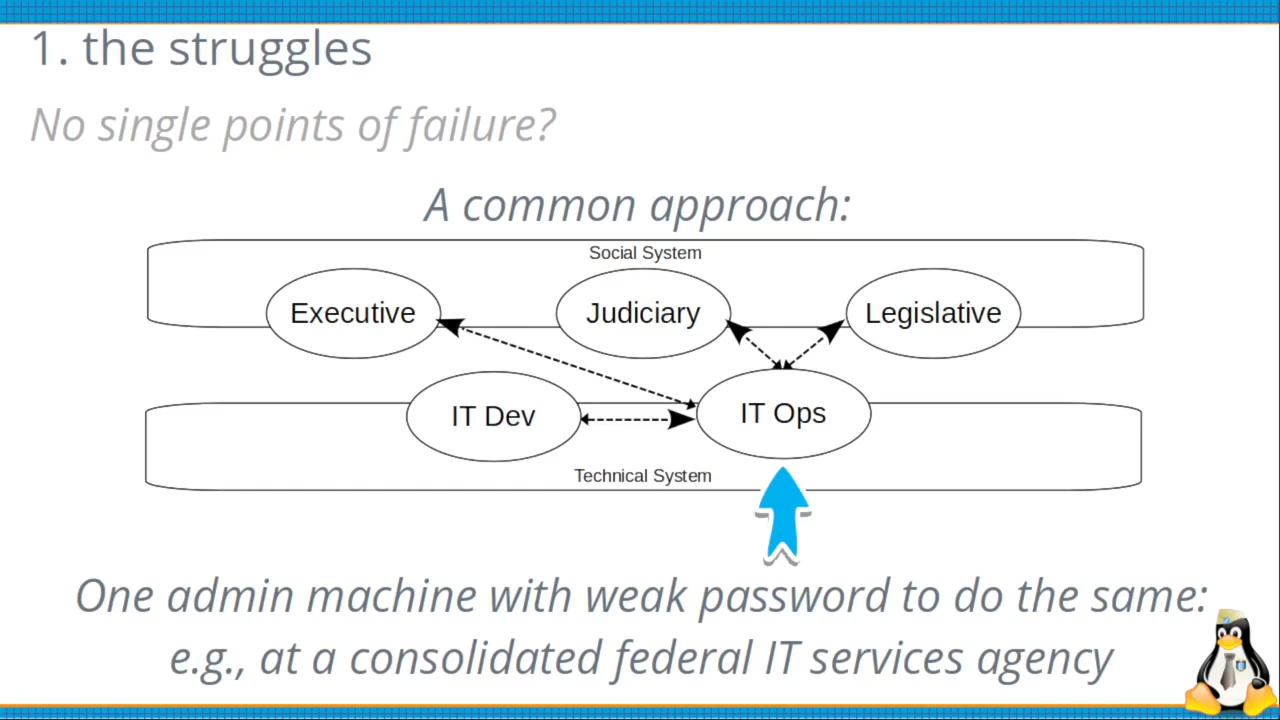 1. the struggles
No single points of failure?
A common approach:
Social System
Executive
Judiciary
Legislative
IT Dev
IT Ops
Technical System
One admin machine with weak password to do the same:
e.g., at a consolidated federal IT services agency